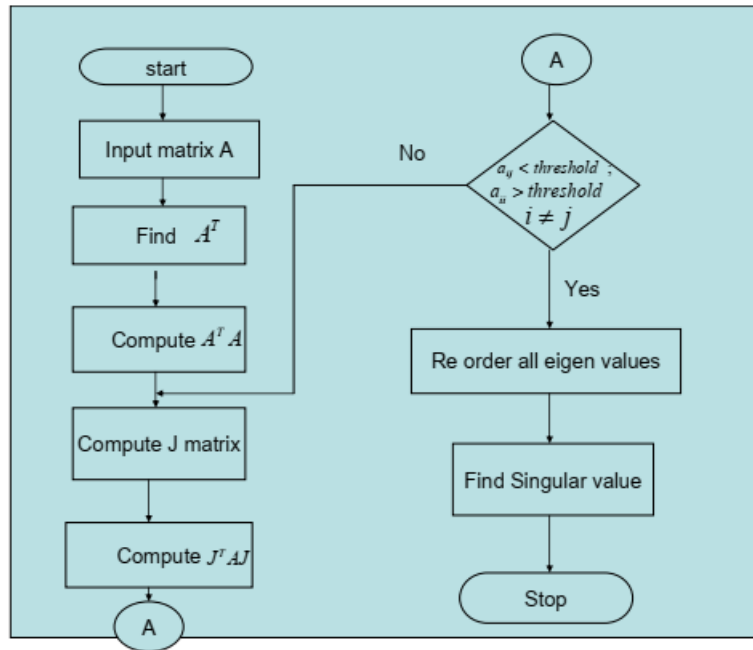 start
Input matrix A
Find A^T
Compute A^T A
Compute J matrix
Compute J^T AJ
A
A
a_ij < threshold ;
a_ii > threshold
i ≠ j
No
Yes
Re order all eigen values
Find Singular value
Stop